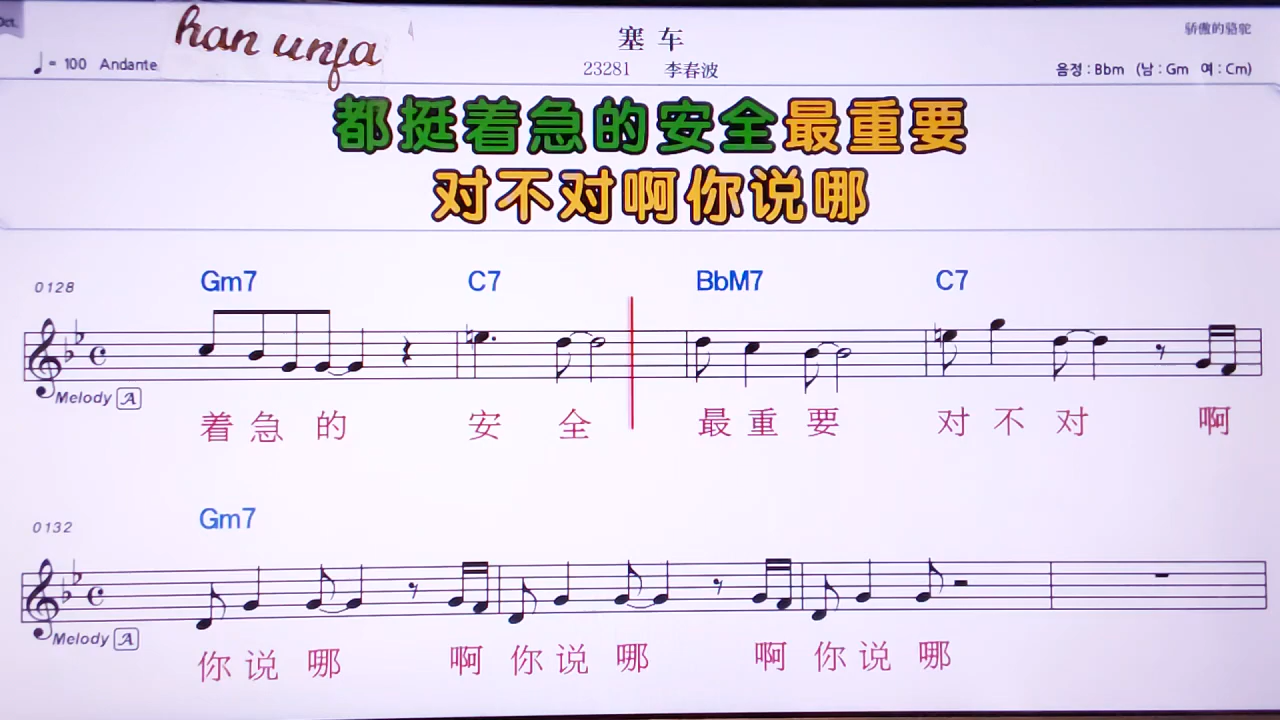 Oct.
han unfa
塞车
骄傲的骆驼
♩= 100 Andante
23281 李春波
음정 : Bbm (남 : Gm 여 : Cm)
都挺着急的安全最重要
对不对啊你说哪
0128 Gm7 C7 BbM7 C7
Melody A
着急的 安全 最重要 对不对 啊
0132 Gm7
Melody A
你说哪 啊你说哪 啊你说哪